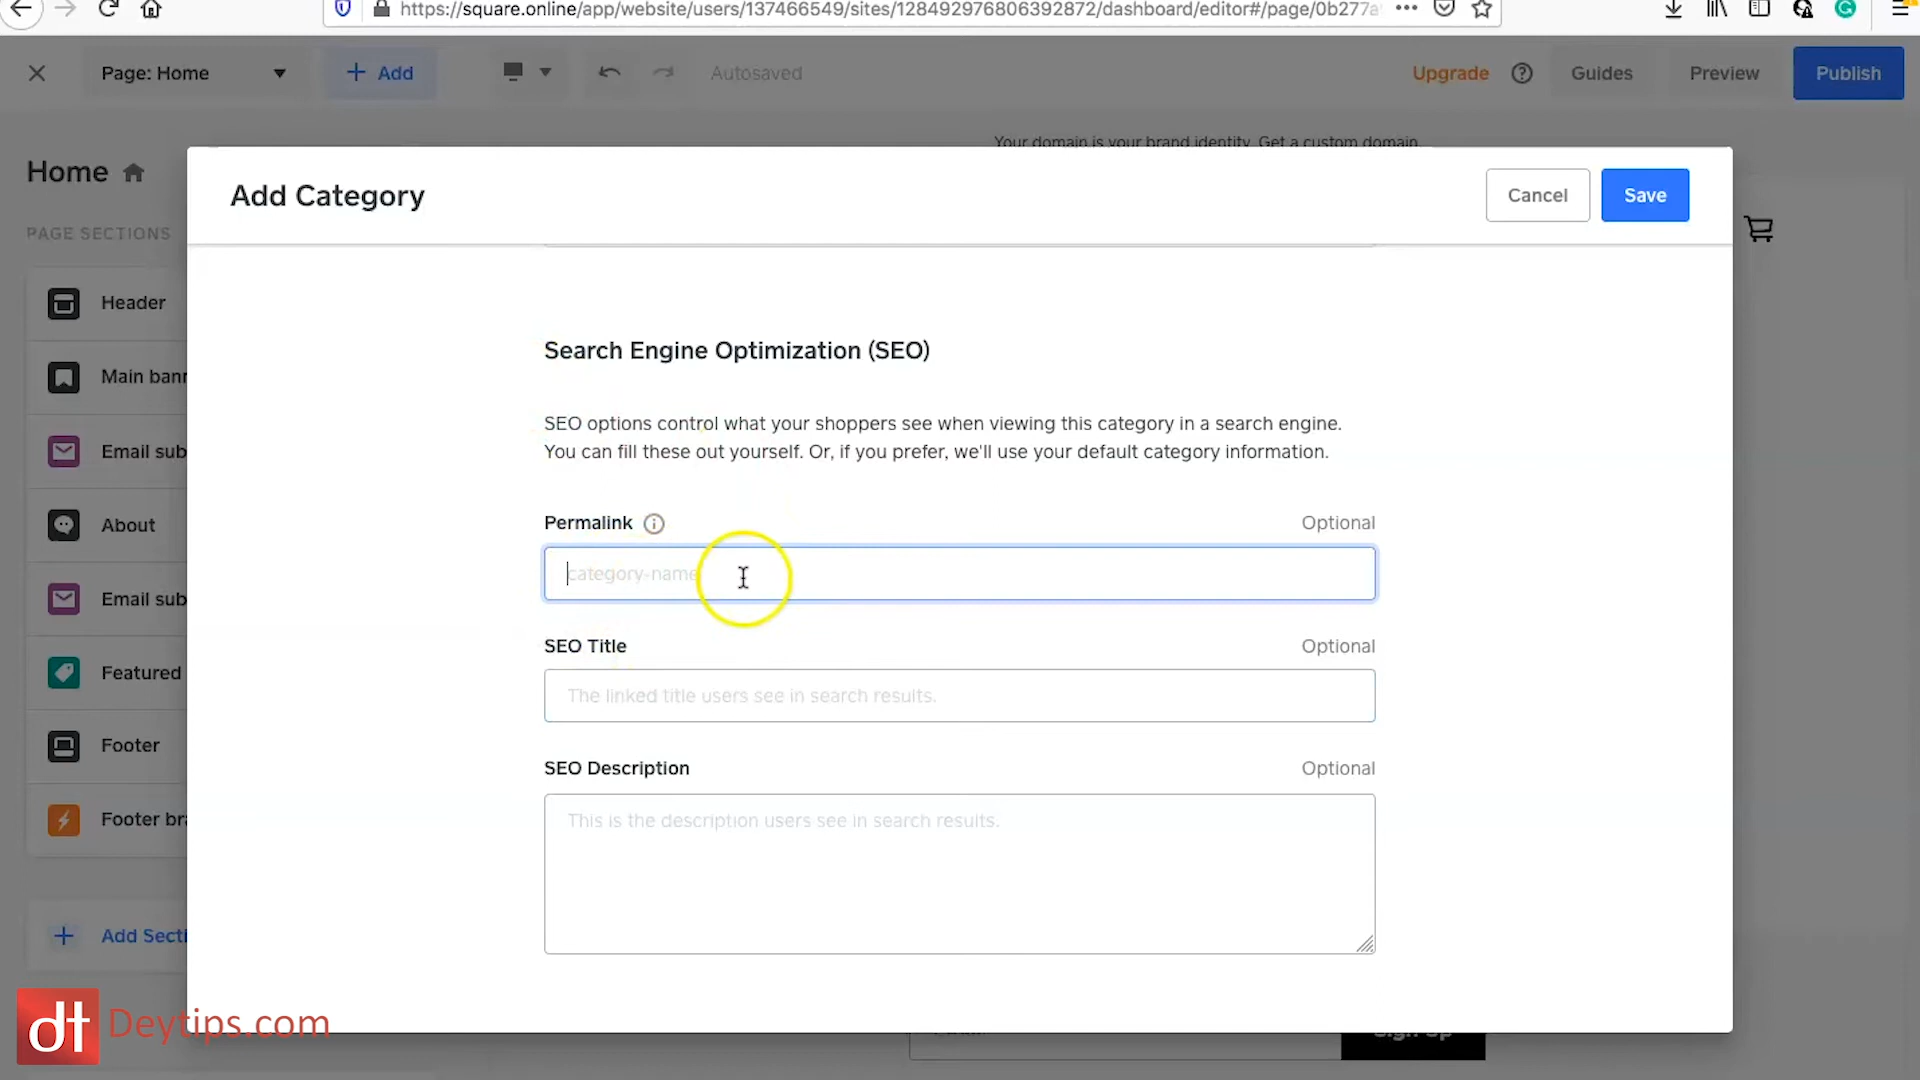 https://square.online/app/website/users/137466549/sites/128492976806392872/dashboard/editor#/page/0b277a
Page: Home
Add
Autosaved
Upgrade
Guides
Preview
Publish
Your domain is your brand identity. Get a custom domain.
Home
Add Category
Cancel
Save
PAGE SECTIONS
Header
Main bann
Email sub
About
Email sub
Featured
Footer
Footer bra
Add Secti
Search Engine Optimization (SEO)
SEO options control what your shoppers see when viewing this category in a search engine.
You can fill these out yourself. Or, if you prefer, we'll use your default category information.
Permalink
Optional
category-name
SEO Title
Optional
The linked title users see in search results.
SEO Description
Optional
This is the description users see in search results.
Sign Up
dt Deytips.com